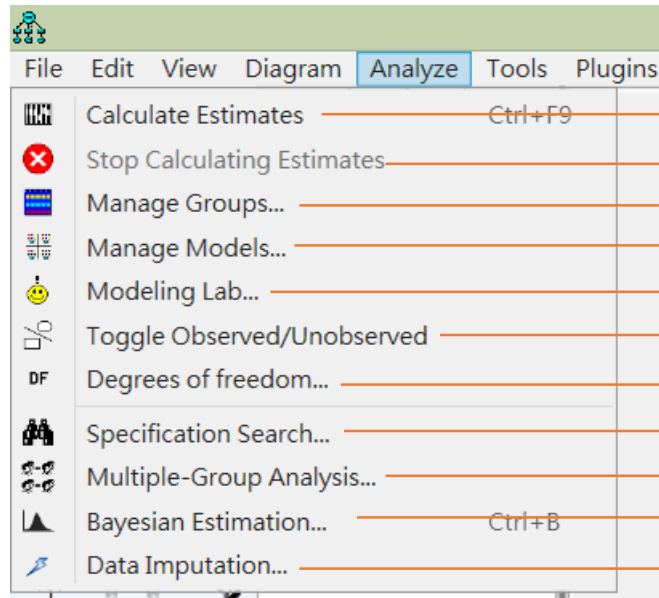 File Edit View Diagram Analyze Tools Plugins
Calculate Estimates Ctrl+F9
Stop Calculating Estimates
Manage Groups...
Manage Models...
Modeling Lab...
Toggle Observed/Unobserved
DF Degrees of freedom...
Specification Search...
Multiple-Group Analysis...
Bayesian Estimation... Ctrl+B
Data Imputation...